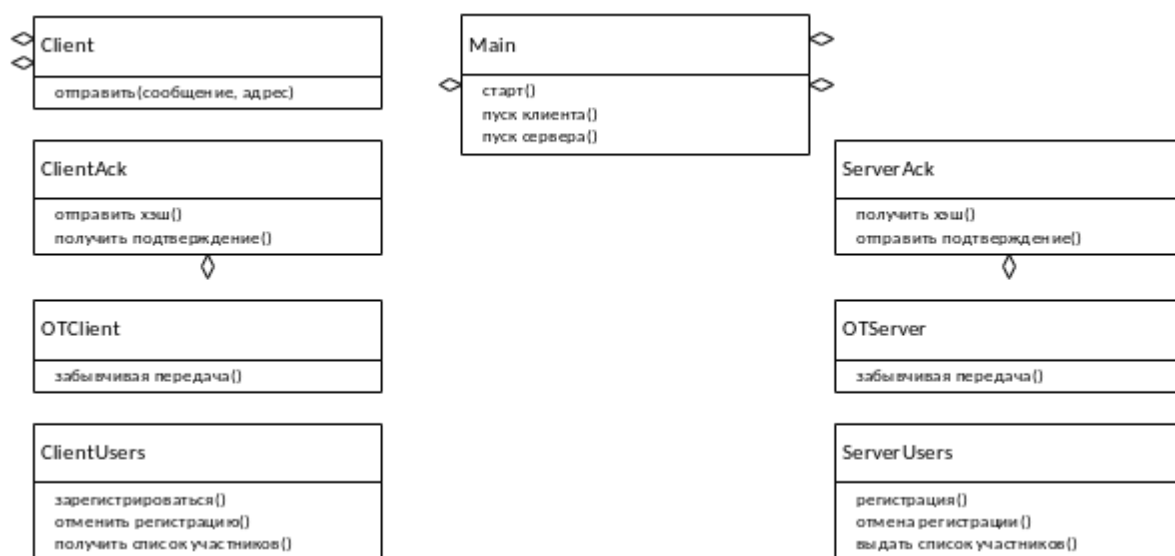 Client
отправить(сообщение, адрес)
Main
старт()
пуск клиента()
пуск сервера()
ClientAck
отправить хэш()
получить подтверждение()
ServerAck
получить хэш()
отправить подтверждение()
OTClient
забывчивая передача()
OTServer
забывчивая передача()
ClientUsers
зарегистрироваться()
отменить регистрацию()
получить список участников()
ServerUsers
регистрация()
отмена регистрации()
выдать список участников()